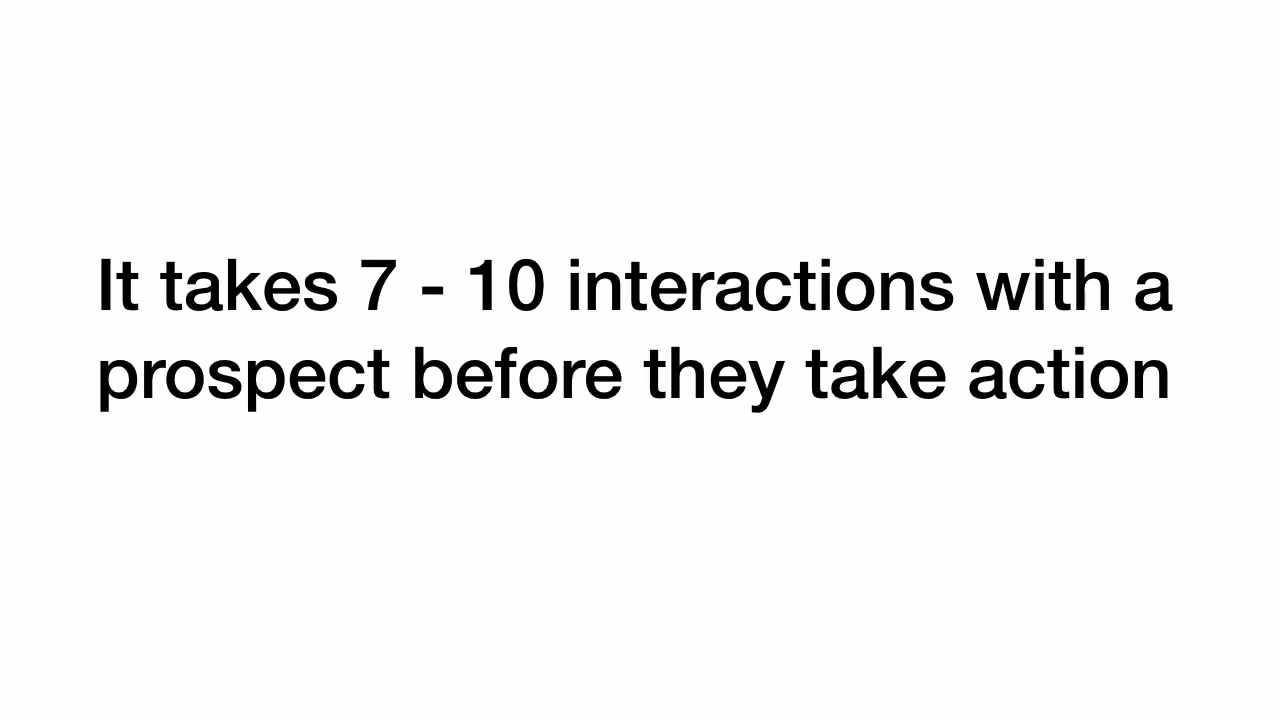 It takes 7 - 10 interactions with a
prospect before they take action